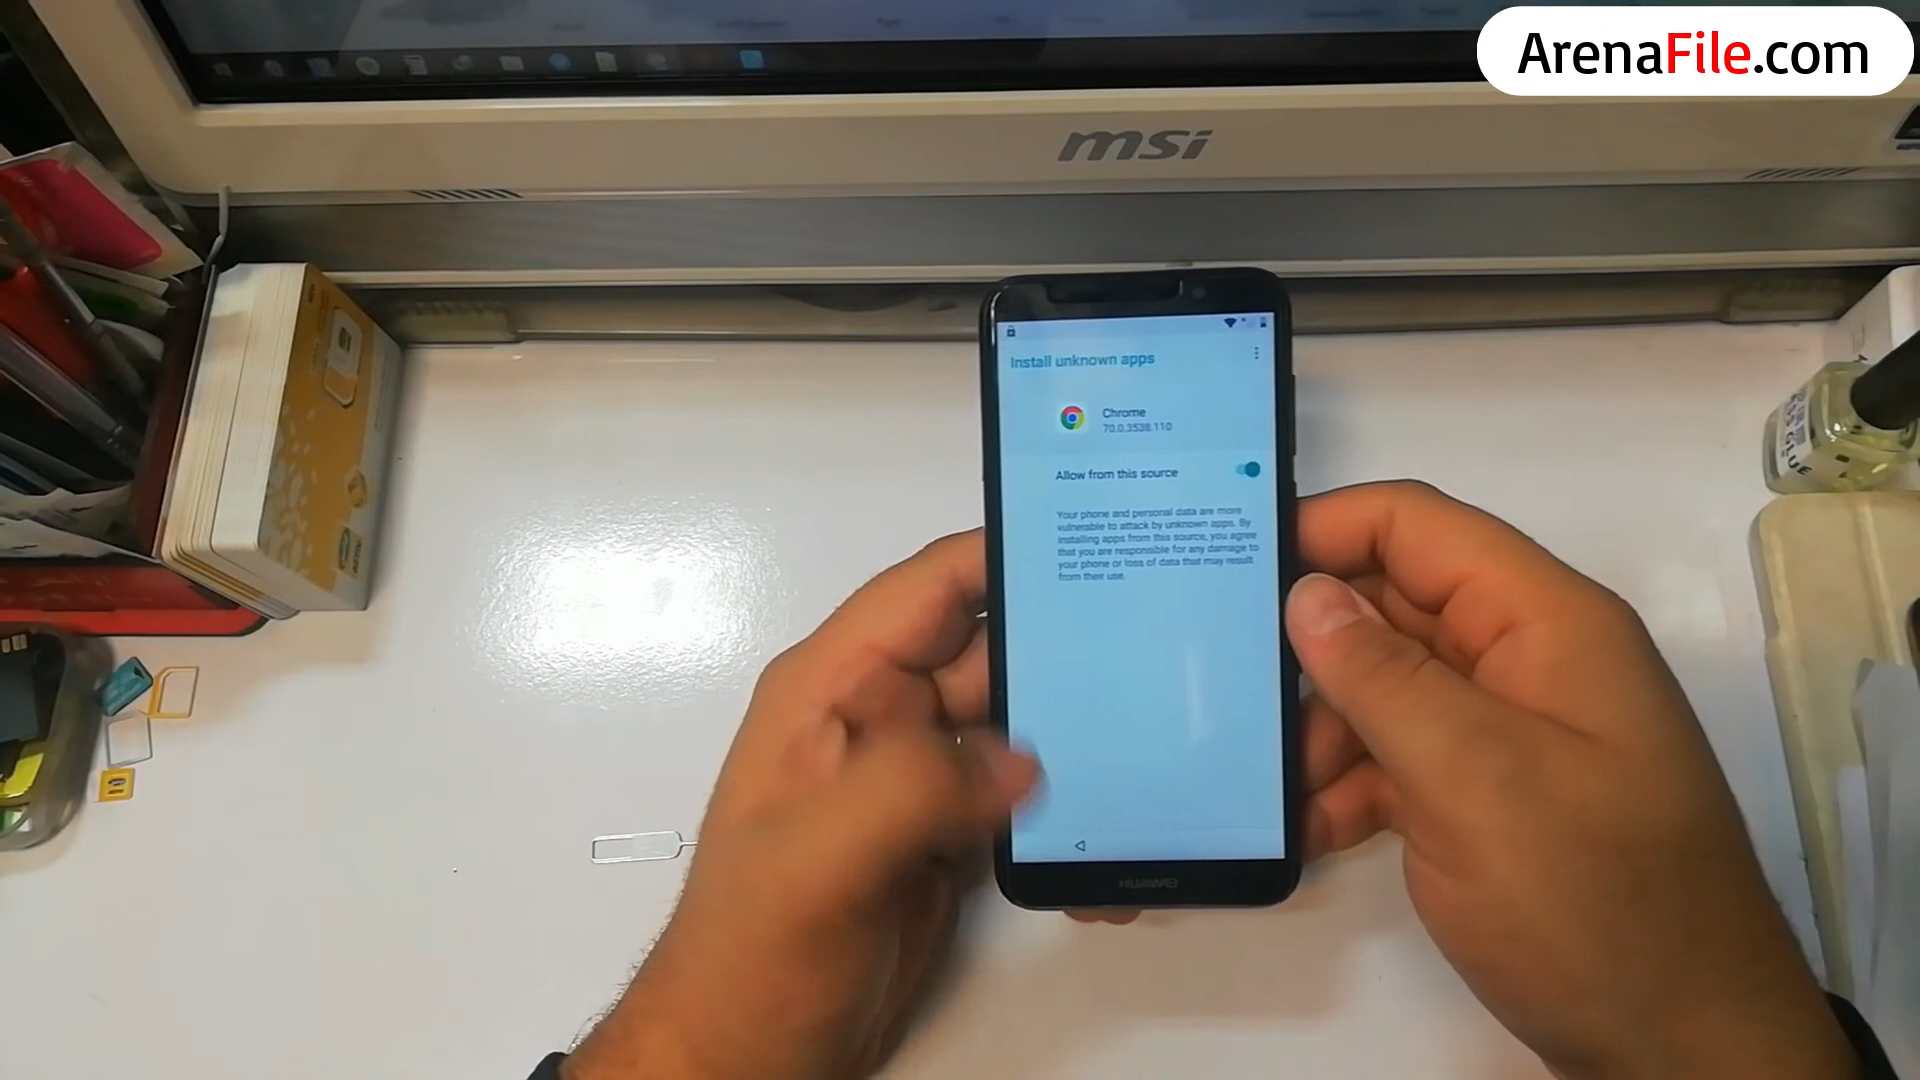 ArenaFile.com
msi
Install unknown apps
Chrome
70.0.3538.110
Allow from this source
Your phone and personal data are more
vulnerable to attack by unknown apps. By
installing apps from this source, you agree
that you are responsible for any damage to
your phone or loss of data that may result
from their use.
HUAWEI
GLUE